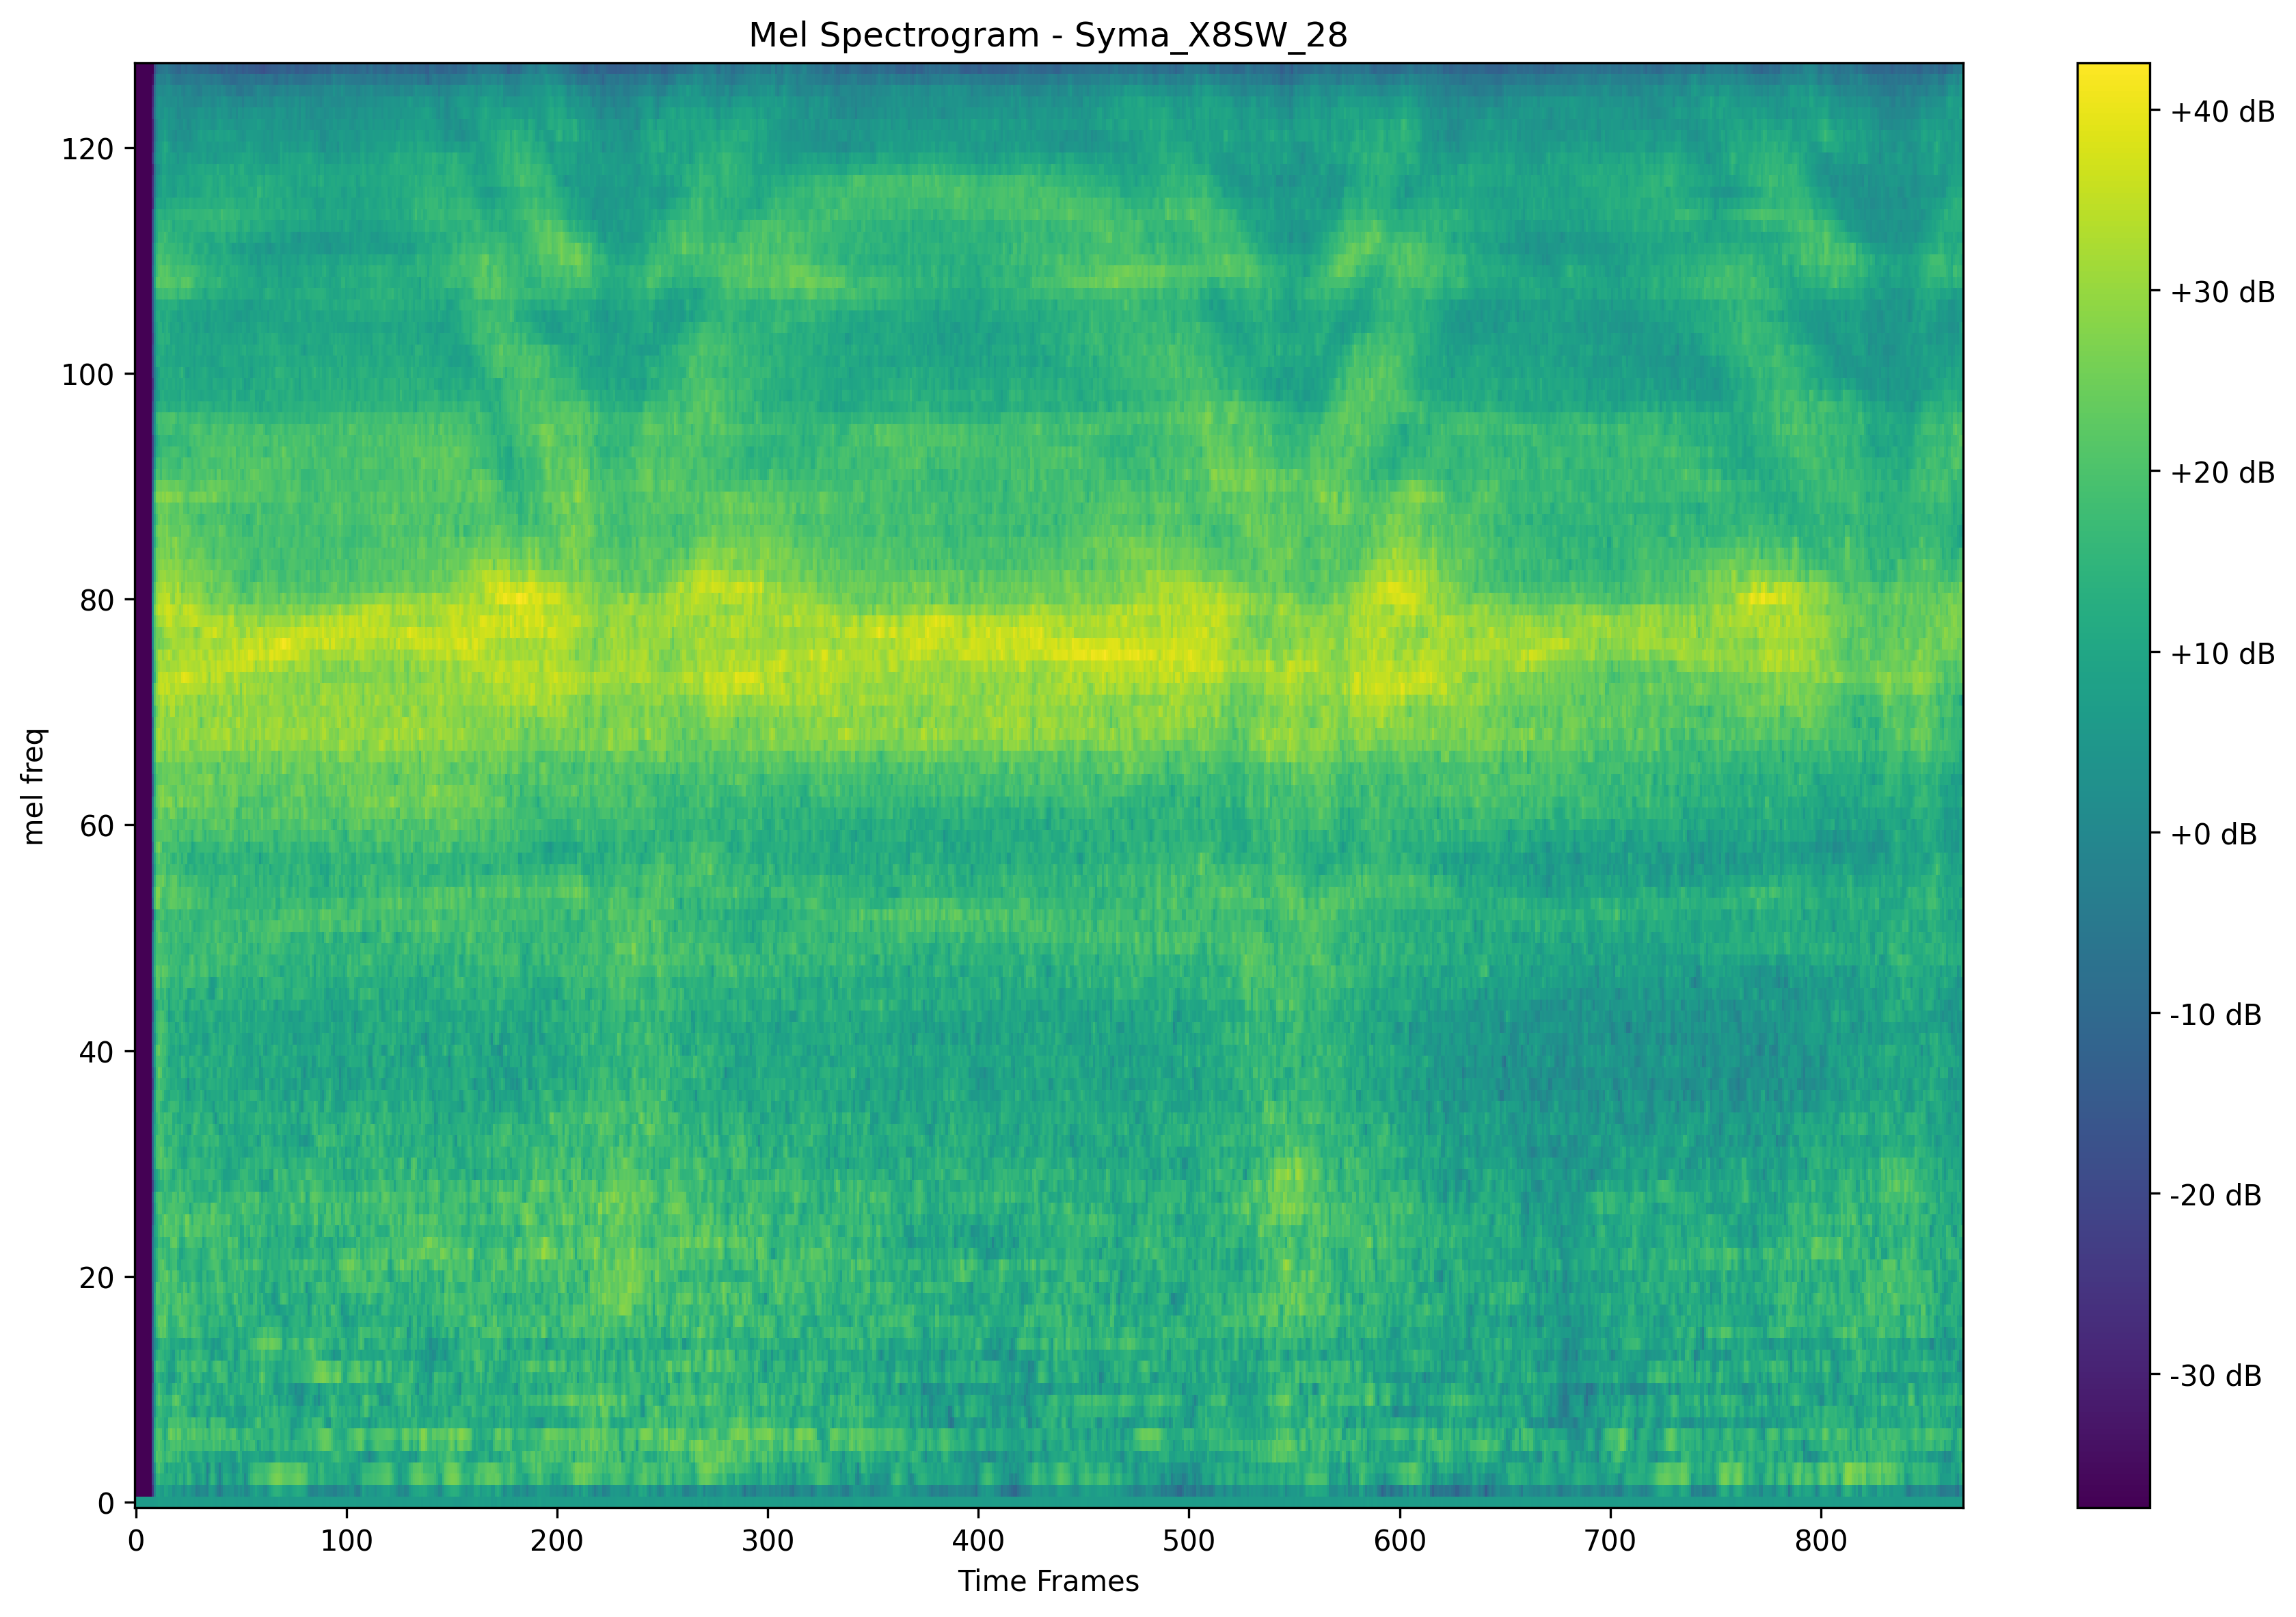 Mel Spectrogram - Syma_X8SW_28
mel freq
120
100
80
60
40
20
0
0 100 200 300 400 500 600 700 800
Time Frames
+40 dB
+30 dB
+20 dB
+10 dB
+0 dB
-10 dB
-20 dB
-30 dB